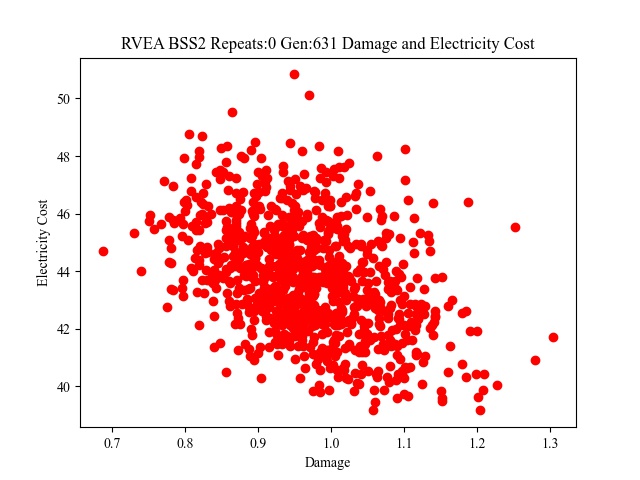 RVEA BSS2 Repeats:0 Gen:631 Damage and Electricity Cost
50
48
46
44
42
40
Electricity Cost
0.7 0.8 0.9 1.0 1.1 1.2 1.3
Damage